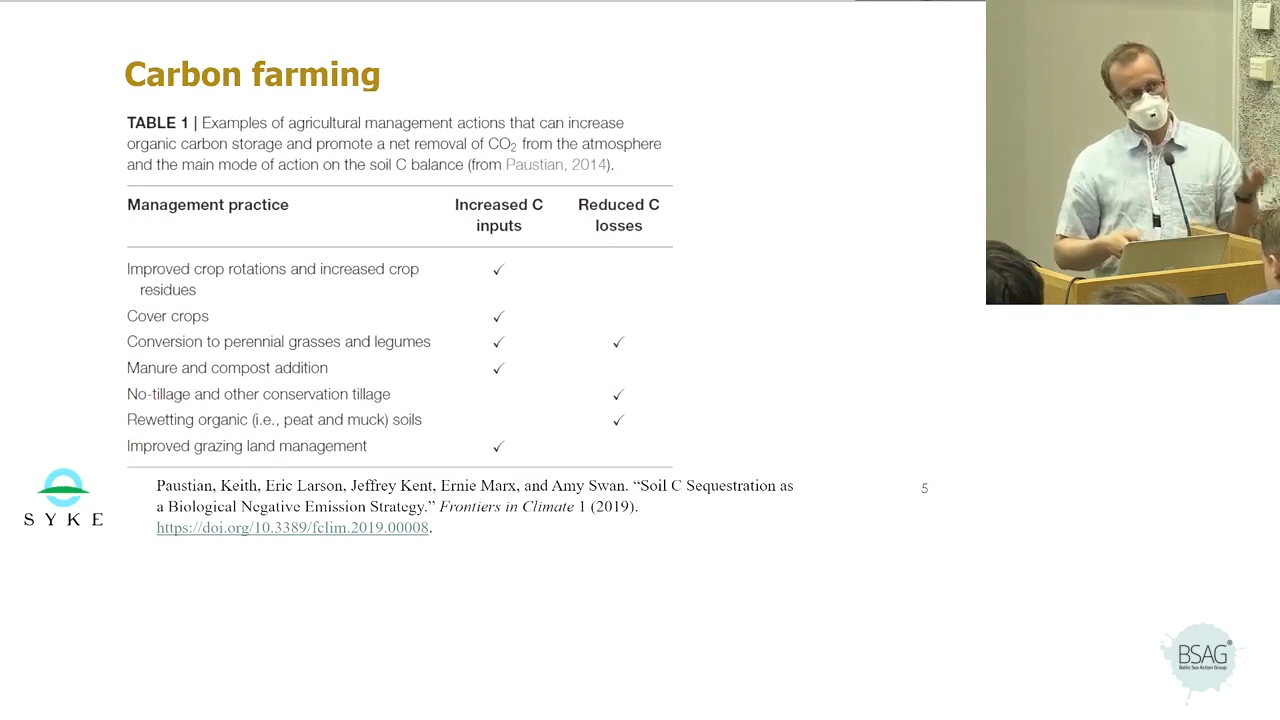 Carbon farming
TABLE 1 | Examples of agricultural management actions that can increase
organic carbon storage and promote a net removal of CO₂ from the atmosphere
and the main mode of action on the soil C balance (from Paustian, 2014).
Management practice Increased C Reduced C
inputs losses
Improved crop rotations and increased crop ✓
residues
Cover crops ✓
Conversion to perennial grasses and legumes ✓ ✓
Manure and compost addition ✓
No-tillage and other conservation tillage ✓
Rewetting organic (i.e., peat and muck) soils ✓
Improved grazing land management ✓
Paustian, Keith, Eric Larson, Jeffrey Kent, Ernie Marx, and Amy Swan. “Soil C Sequestration as
a Biological Negative Emission Strategy.” Frontiers in Climate 1 (2019).
https://doi.org/10.3389/fclim.2019.00008.
5
SYKE
BSAG®
Baltic Sea Action Group